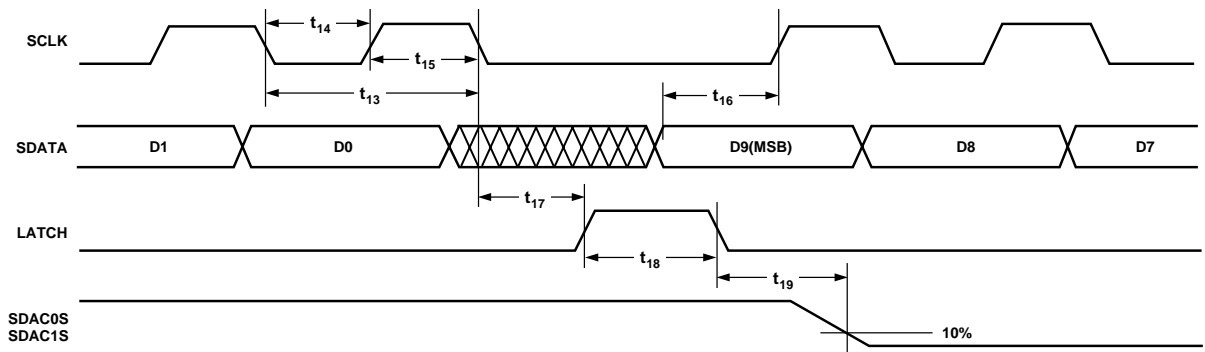 SCLK
t14
t15
t13
t16
SDATA
D1
D0
D9(MSB)
D8
D7
t17
LATCH
t18
t19
SDAC0S
SDAC1S
10%